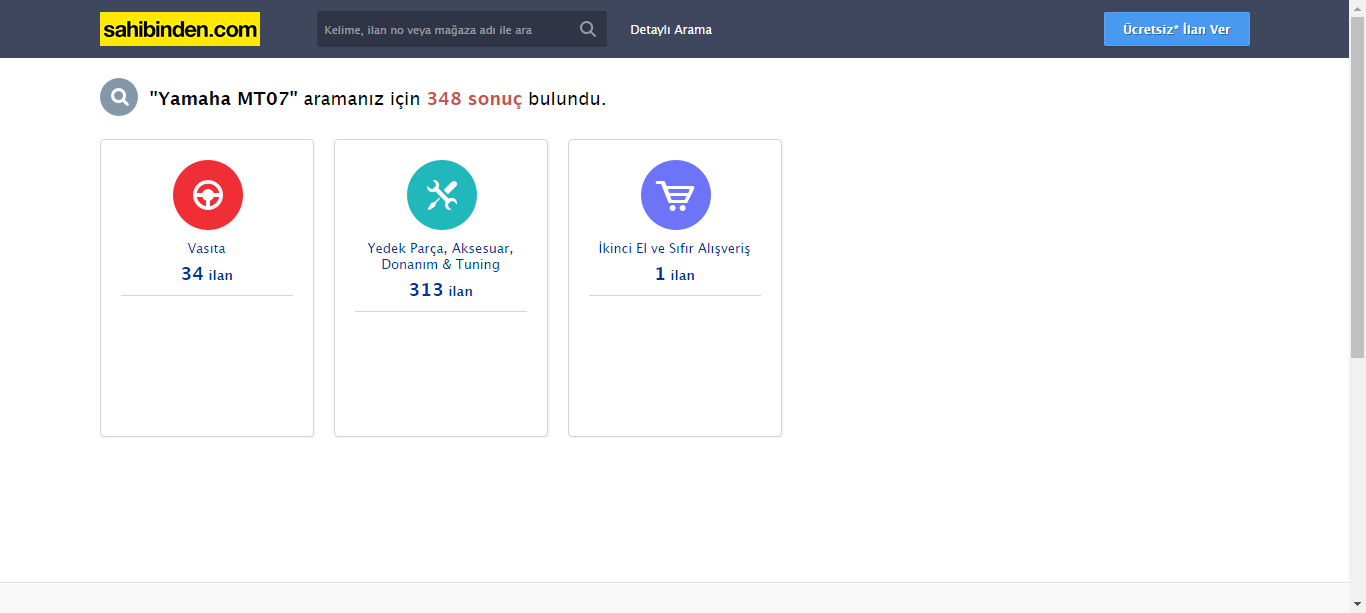 sahibinden.com
Kelime, ilan no veya mağaza adı ile ara
Detaylı Arama
Ücretsiz* İlan Ver
"Yamaha MT07" aramanız için 348 sonuç bulundu.
Vasıta
34 ilan
Yedek Parça, Aksesuar,
Donanım & Tuning
313 ilan
İkinci El ve Sıfır Alışveriş
1 ilan